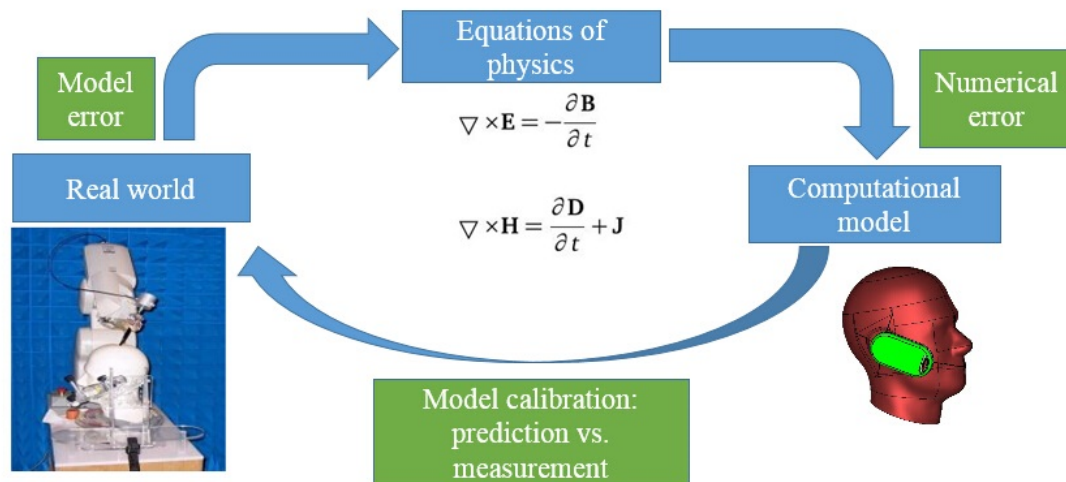 Equations of
physics
Model
error
Numerical
error
∇ ×E = −∂B/∂t
Real world
Computational
model
∇ ×H = ∂D/∂t + J
Model calibration:
prediction vs.
measurement